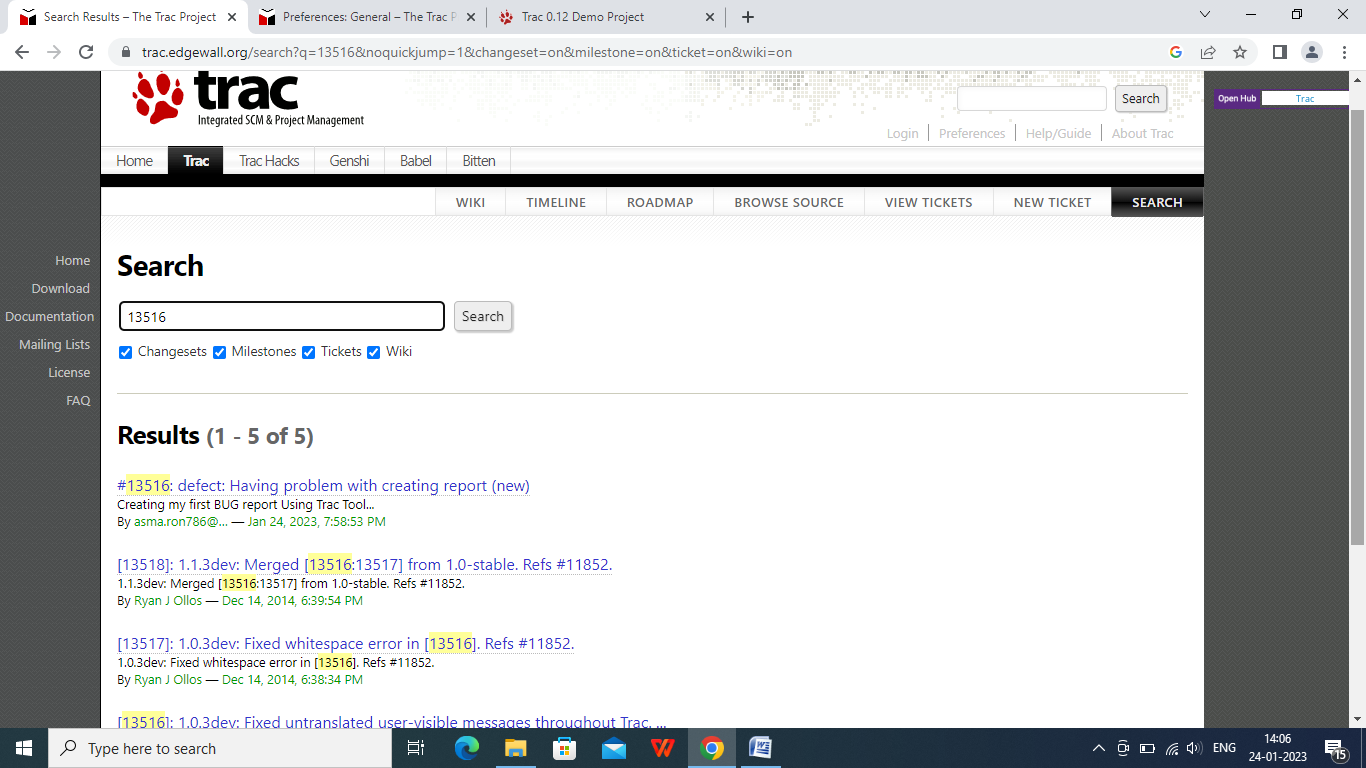 Search Results – The Trac Project
Preferences: General – The Trac P
Trac 0.12 Demo Project
trac.edgewall.org/search?q=13516&noquickjump=1&changeset=on&milestone=on&ticket=on&wiki=on
trac
Integrated SCM & Project Management
Search
Open Hub Trac
Login Preferences Help/Guide About Trac
Home Trac Trac Hacks Genshi Babel Bitten
WIKI TIMELINE ROADMAP BROWSE SOURCE VIEW TICKETS NEW TICKET SEARCH
Home
Download
Documentation
Mailing Lists
License
FAQ
Search
13516 Search
Changesets Milestones Tickets Wiki
Results (1 - 5 of 5)
#13516: defect: Having problem with creating report (new)
Creating my first BUG report Using Trac Tool...
By asma.ron786@... — Jan 24, 2023, 7:58:53 PM
[13518]: 1.1.3dev: Merged [13516:13517] from 1.0-stable. Refs #11852.
1.1.3dev: Merged [13516:13517] from 1.0-stable. Refs #11852.
By Ryan J Ollos — Dec 14, 2014, 6:39:54 PM
[13517]: 1.0.3dev: Fixed whitespace error in [13516]. Refs #11852.
1.0.3dev: Fixed whitespace error in [13516]. Refs #11852.
By Ryan J Ollos — Dec 14, 2014, 6:38:34 PM
[13516]: 1.0.3dev: Fixed untranslated user-visible messages throughout Trac. ...
Type here to search
ENG
14:06
24-01-2023
15